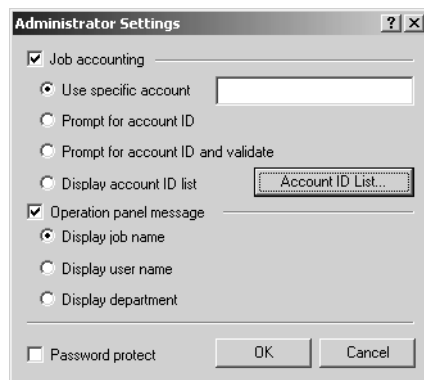 Administrator Settings
Job accounting
Use specific account
Prompt for account ID
Prompt for account ID and validate
Display account ID list Account ID List...
Operation panel message
Display job name
Display user name
Display department
Password protect OK Cancel